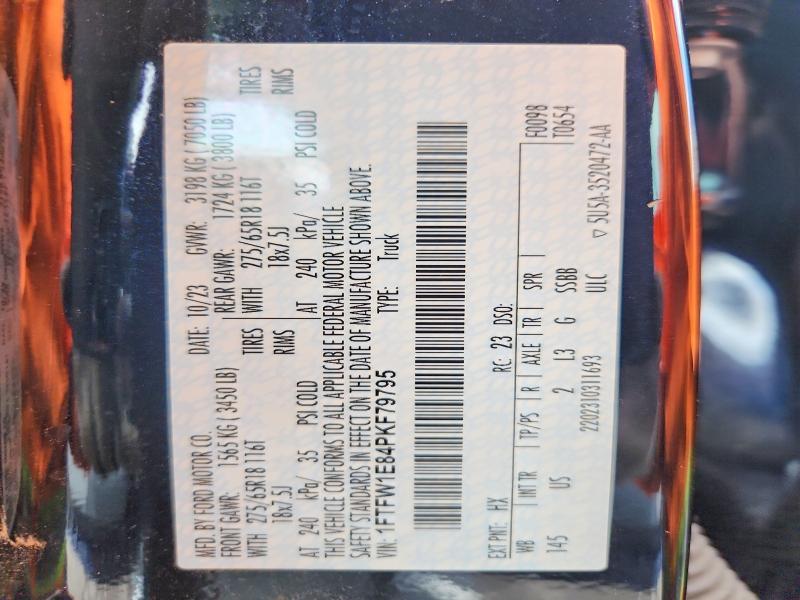 MFD. BY FORD MOTOR CO.
DATE: 10/23 GVWR: 3198 KG ( 7050 LB)
FRONT GAWR: 1565 KG ( 3450 LB) REAR GAWR: 1724 KG ( 3800 LB)
WITH 275/65R18 116T TIRES WITH 275/65R18 116T TIRES
18x7.5J RIMS 18x7.5J RIMS
AT 240 kPa/ 35 PSI COLD AT 240 kPa/ 35 PSI COLD
THIS VEHICLE CONFORMS TO ALL APPLICABLE FEDERAL MOTOR VEHICLE
SAFETY STANDARDS IN EFFECT ON THE DATE OF MANUFACTURE SHOWN ABOVE.
VIN: 1FTFW1E84PKF79795 TYPE: Truck
EXT PNT: HX RC: 23 DSO: F0098
WB INT TR TP/PS R AXLE TR SPR T0654
145 US 2 L3 G SSBB
2202310311693 ULC ▽ 5U5A-3520472-AA